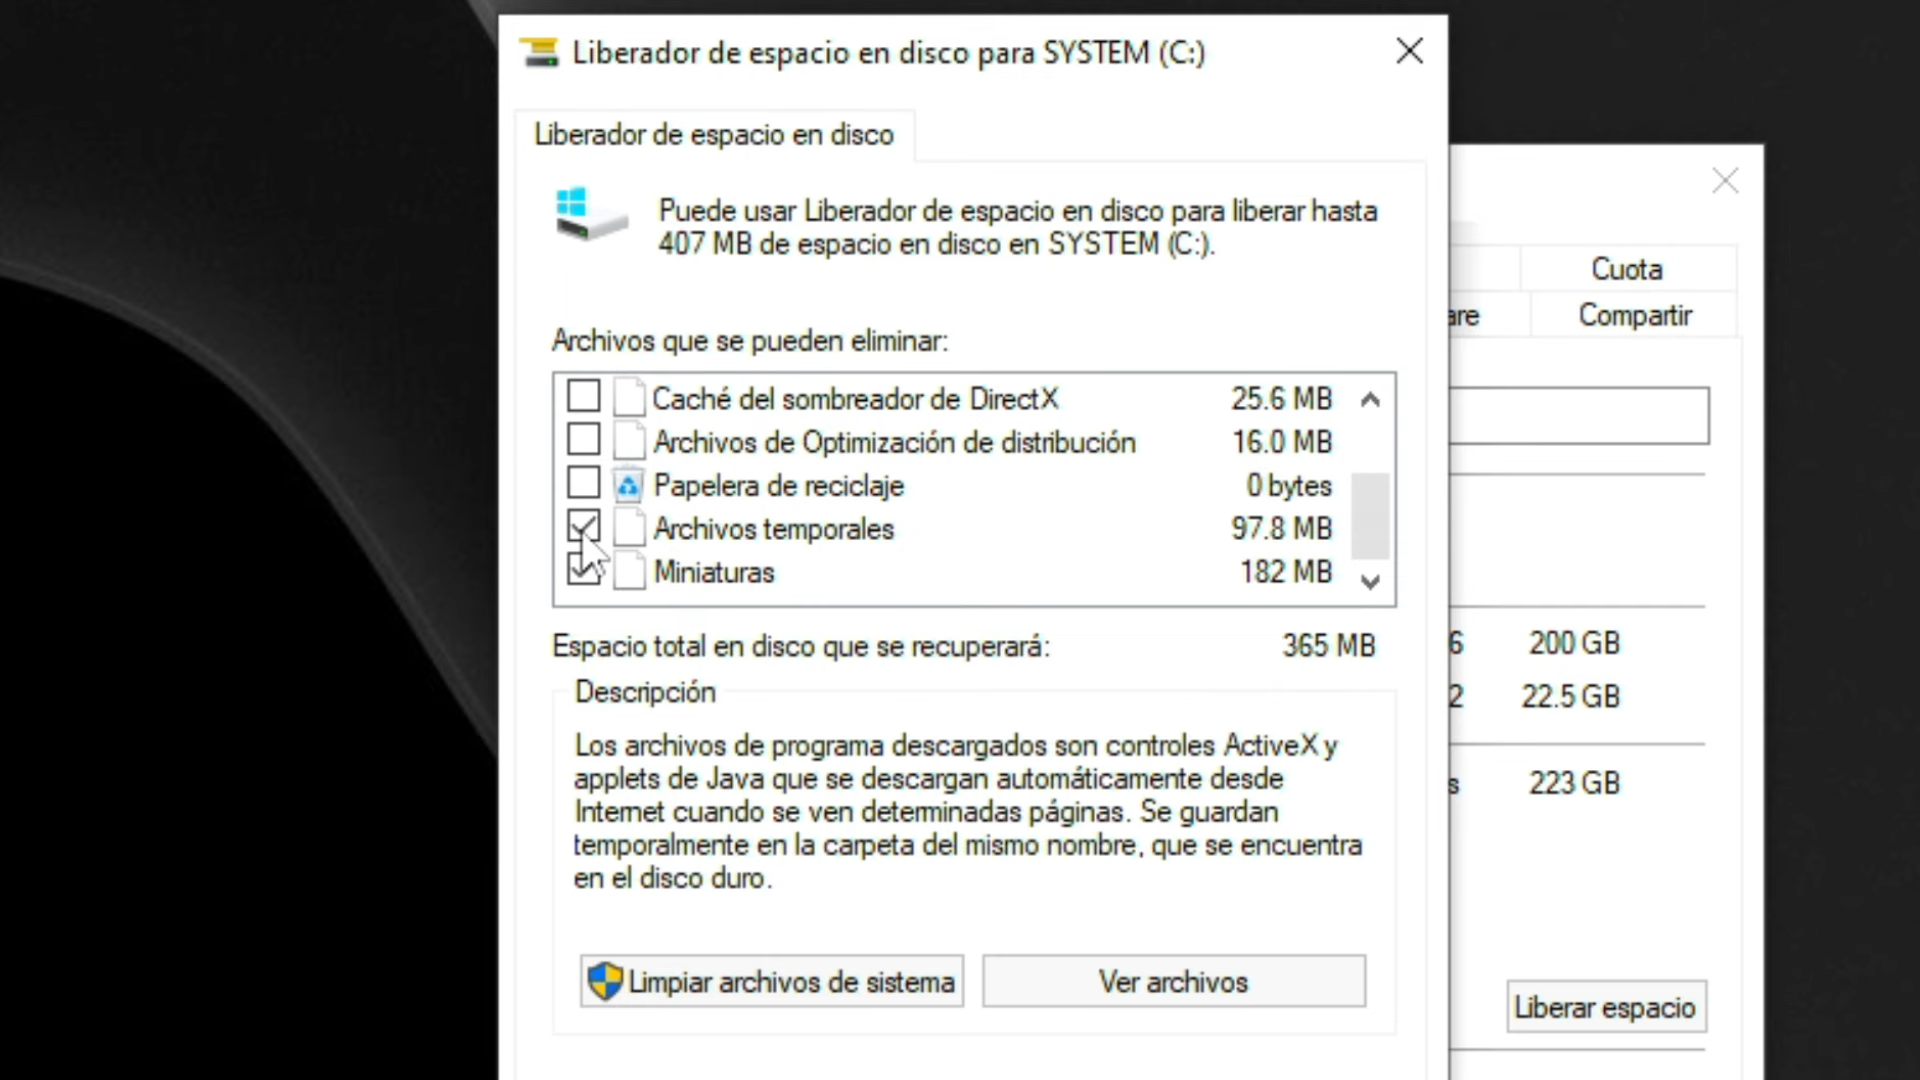 Liberador de espacio en disco para SYSTEM (C:)
Liberador de espacio en disco
Puede usar Liberador de espacio en disco para liberar hasta
407 MB de espacio en disco en SYSTEM (C:).
Archivos que se pueden eliminar:
Caché del sombreador de DirectX 25.6 MB
Archivos de Optimización de distribución 16.0 MB
Papelera de reciclaje 0 bytes
Archivos temporales 97.8 MB
Miniaturas 182 MB
Espacio total en disco que se recuperará: 365 MB
Descripción
Los archivos de programa descargados son controles ActiveX y
applets de Java que se descargan automáticamente desde
Internet cuando se ven determinadas páginas. Se guardan
temporalmente en la carpeta del mismo nombre, que se encuentra
en el disco duro.
Limpiar archivos de sistema
Ver archivos
Cuota
are Compartir
6 200 GB
2 22.5 GB
s 223 GB
Liberar espacio